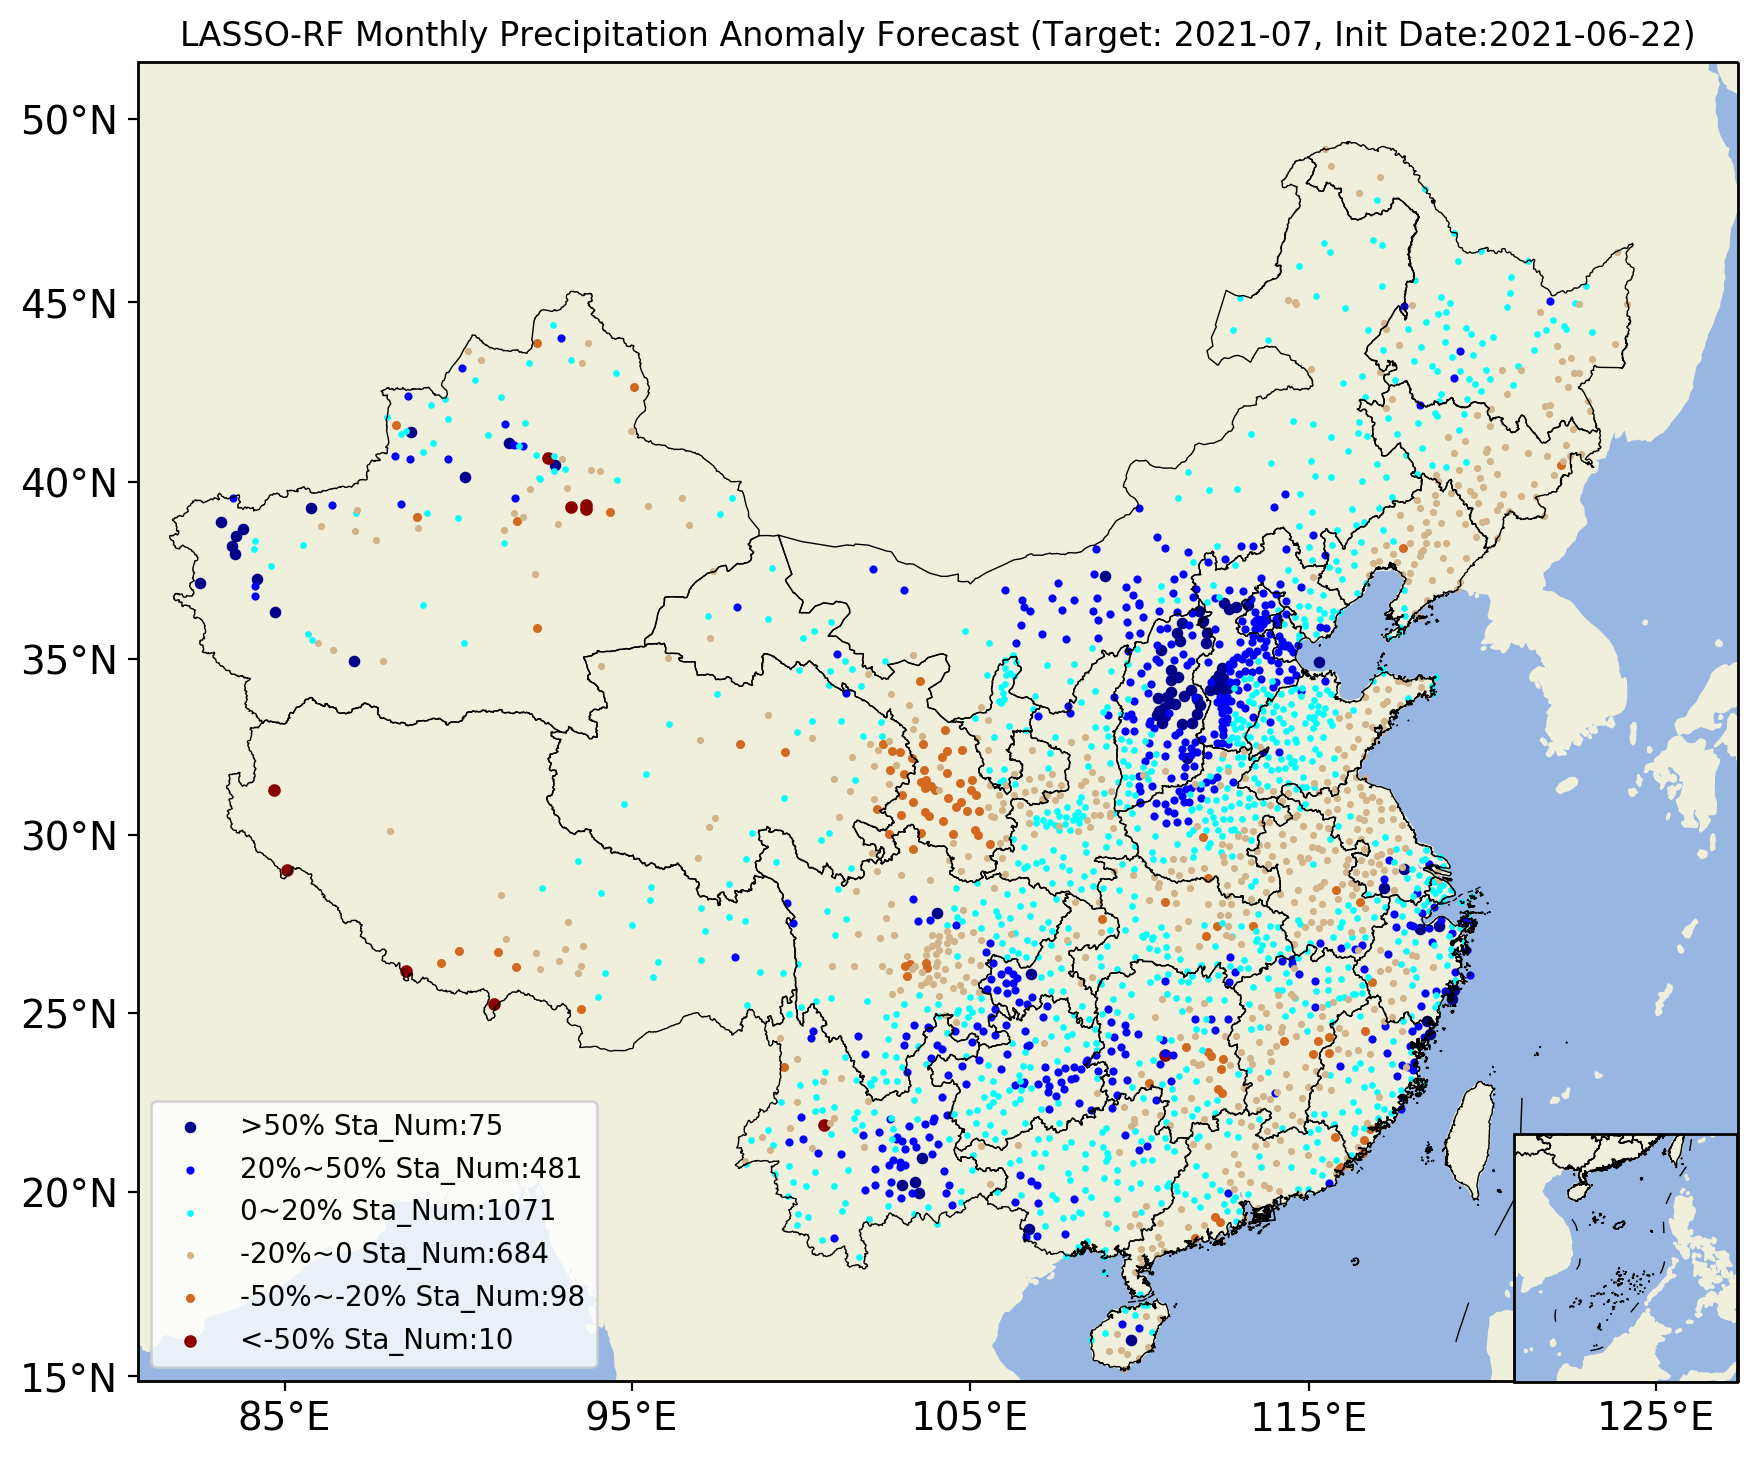 LASSO-RF Monthly Precipitation Anomaly Forecast (Target: 2021-07, Init Date:2021-06-22)
50°N
45°N
40°N
35°N
30°N
25°N
20°N
15°N
>50% Sta_Num:75
20%~50% Sta_Num:481
0~20% Sta_Num:1071
-20%~0 Sta_Num:684
-50%~-20% Sta_Num:98
<-50% Sta_Num:10
85°E
95°E
105°E
115°E
125°E